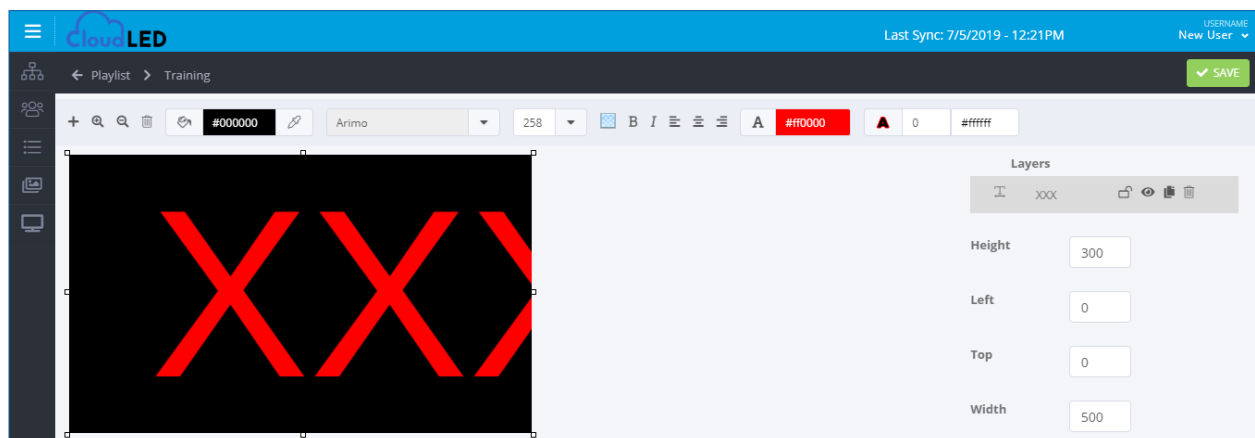 CloudLED
Last Sync: 7/5/2019 - 12:21PM
USERNAME
New User
Playlist
Training
SAVE
#000000
Arimo
258
B
I
A
#ff0000
A
0
#ffffff
XXX
Layers
T
XXX
Height
300
Left
0
Top
0
Width
500